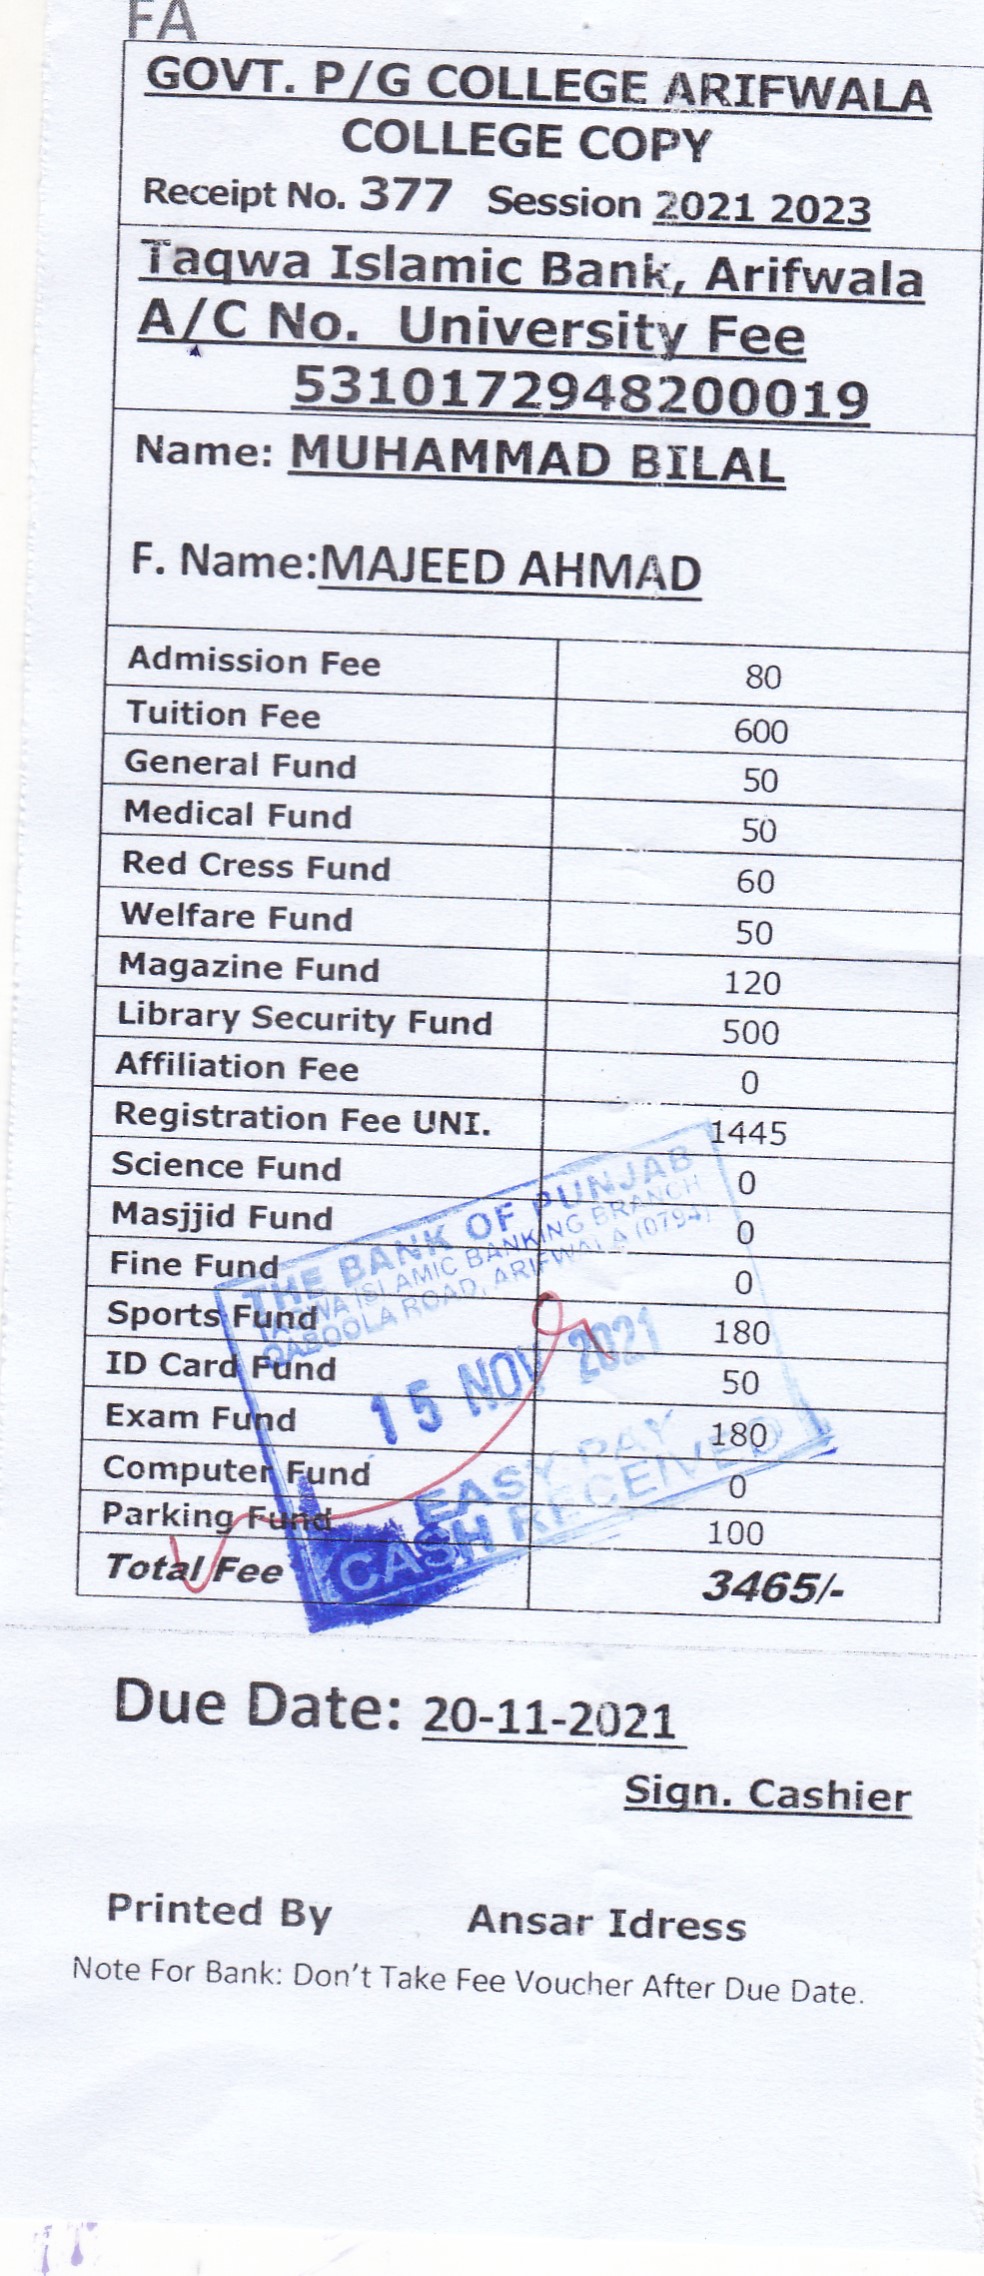 FA
GOVT. P/G COLLEGE ARIFWALA
COLLEGE COPY
Receipt No. 377 Session 2021 2023
Taqwa Islamic Bank, Arifwala
A/C No. University Fee
5310172948200019
Name: MUHAMMAD BILAL
F. Name:MAJEED AHMAD
Admission Fee 80
Tuition Fee 600
General Fund 50
Medical Fund 50
Red Cress Fund 60
Welfare Fund 50
Magazine Fund 120
Library Security Fund 500
Affiliation Fee 0
Registration Fee UNI. 1445
Science Fund 0
Masjjid Fund 0
Fine Fund 0
Sports Fund 180
ID Card Fund 50
Exam Fund 180
Computer Fund 0
Parking Fund 100
Total Fee 3465/-
THE BANK OF PUNJAB
TAQWA ISLAMIC BANKING BRANCH
QABOOLA ROAD, ARIFWALA (0794)
15 NOV 2021
EASY PAY
CASH RECEIVED
Due Date: 20-11-2021
Sign. Cashier
Printed By Ansar Idress
Note For Bank: Don't Take Fee Voucher After Due Date.